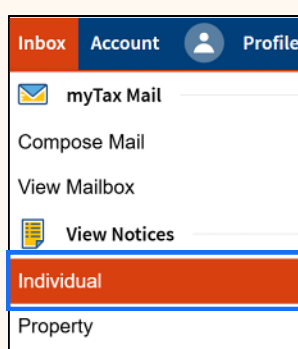 Inbox Account Profile
myTax Mail
Compose Mail
View Mailbox
View Notices
Individual
Property